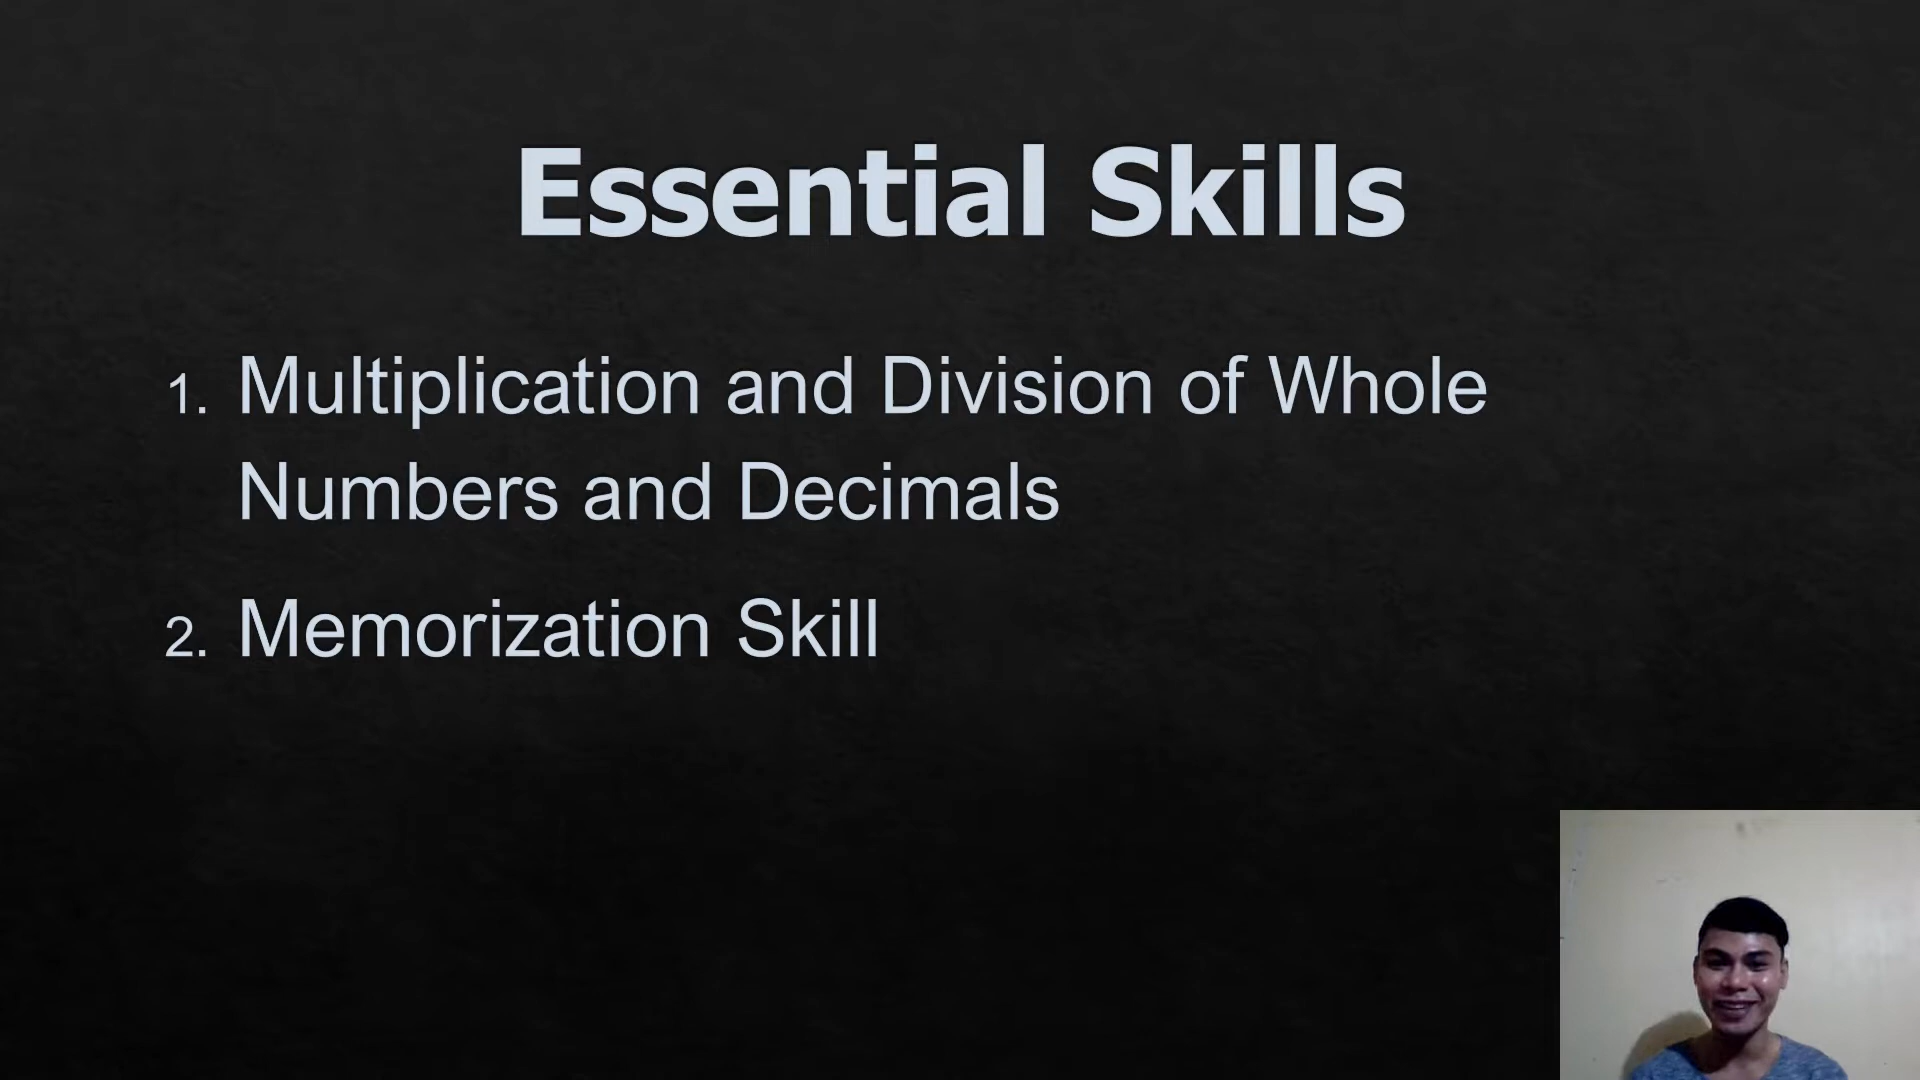 Essential Skills
1. Multiplication and Division of Whole
Numbers and Decimals
2. Memorization Skill